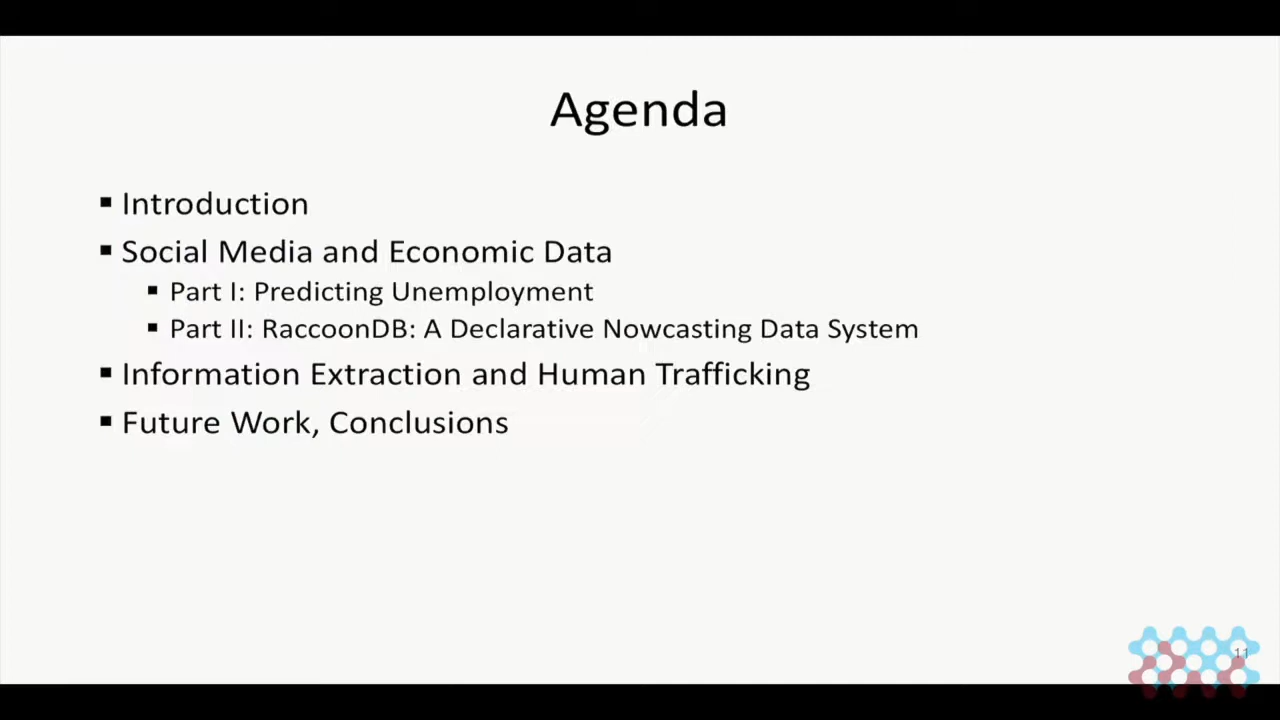 Agenda
▪ Introduction
▪ Social Media and Economic Data
▪ Part I: Predicting Unemployment
▪ Part II: RaccoonDB: A Declarative Nowcasting Data System
▪ Information Extraction and Human Trafficking
▪ Future Work, Conclusions
11